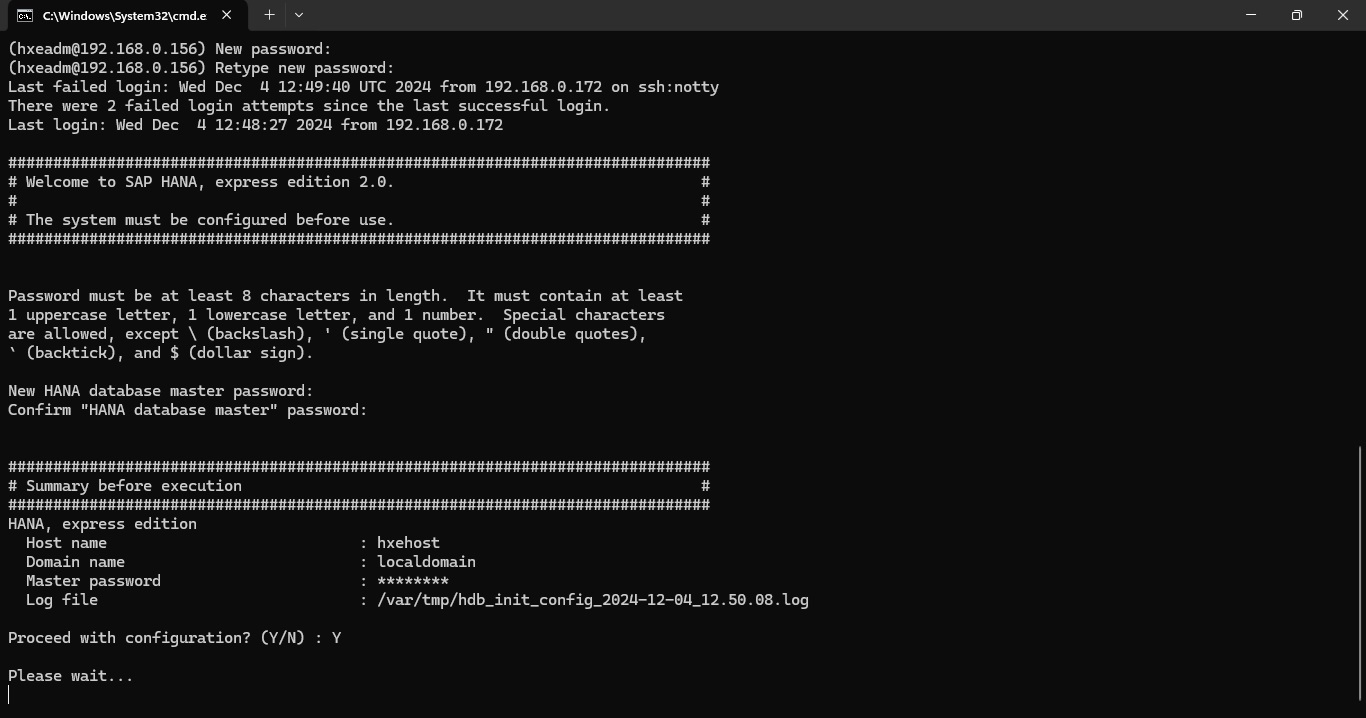 C:\Windows\System32\cmd.e
(hxeadm@192.168.0.156) New password:
(hxeadm@192.168.0.156) Retype new password:
Last failed login: Wed Dec  4 12:49:40 UTC 2024 from 192.168.0.172 on ssh:notty
There were 2 failed login attempts since the last successful login.
Last login: Wed Dec  4 12:48:27 2024 from 192.168.0.172
##############################################################################
# Welcome to SAP HANA, express edition 2.0.                                  #
#                                                                            #
# The system must be configured before use.                                  #
##############################################################################
Password must be at least 8 characters in length.  It must contain at least
1 uppercase letter, 1 lowercase letter, and 1 number.  Special characters
are allowed, except \ (backslash), ' (single quote), " (double quotes),
` (backtick), and $ (dollar sign).
New HANA database master password:
Confirm "HANA database master" password:
##############################################################################
# Summary before execution                                                   #
##############################################################################
HANA, express edition
  Host name                            : hxehost
  Domain name                          : localdomain
  Master password                      : ********
  Log file                             : /var/tmp/hdb_init_config_2024-12-04_12.50.08.log
Proceed with configuration? (Y/N) : Y
Please wait...